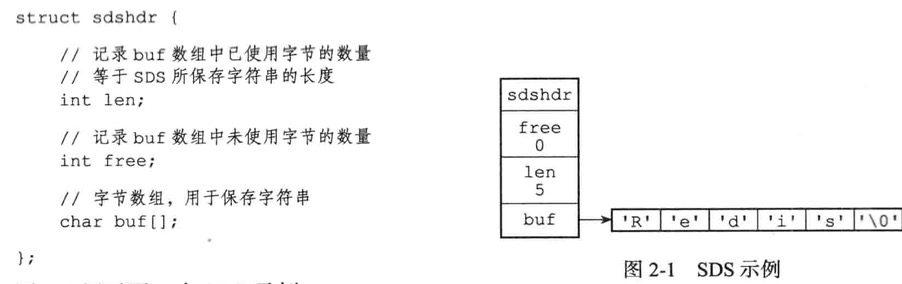 struct sdshdr {
// 记录 buf 数组中已使用字节的数量
// 等于 SDS 所保存字符串的长度
int len;
// 记录 buf 数组中未使用字节的数量
int free;
// 字节数组，用于保存字符串
char buf[];
};
sdshdr
free
0
len
5
buf
'R' 'e' 'd' 'i' 's' '\0'
图 2-1 SDS 示例